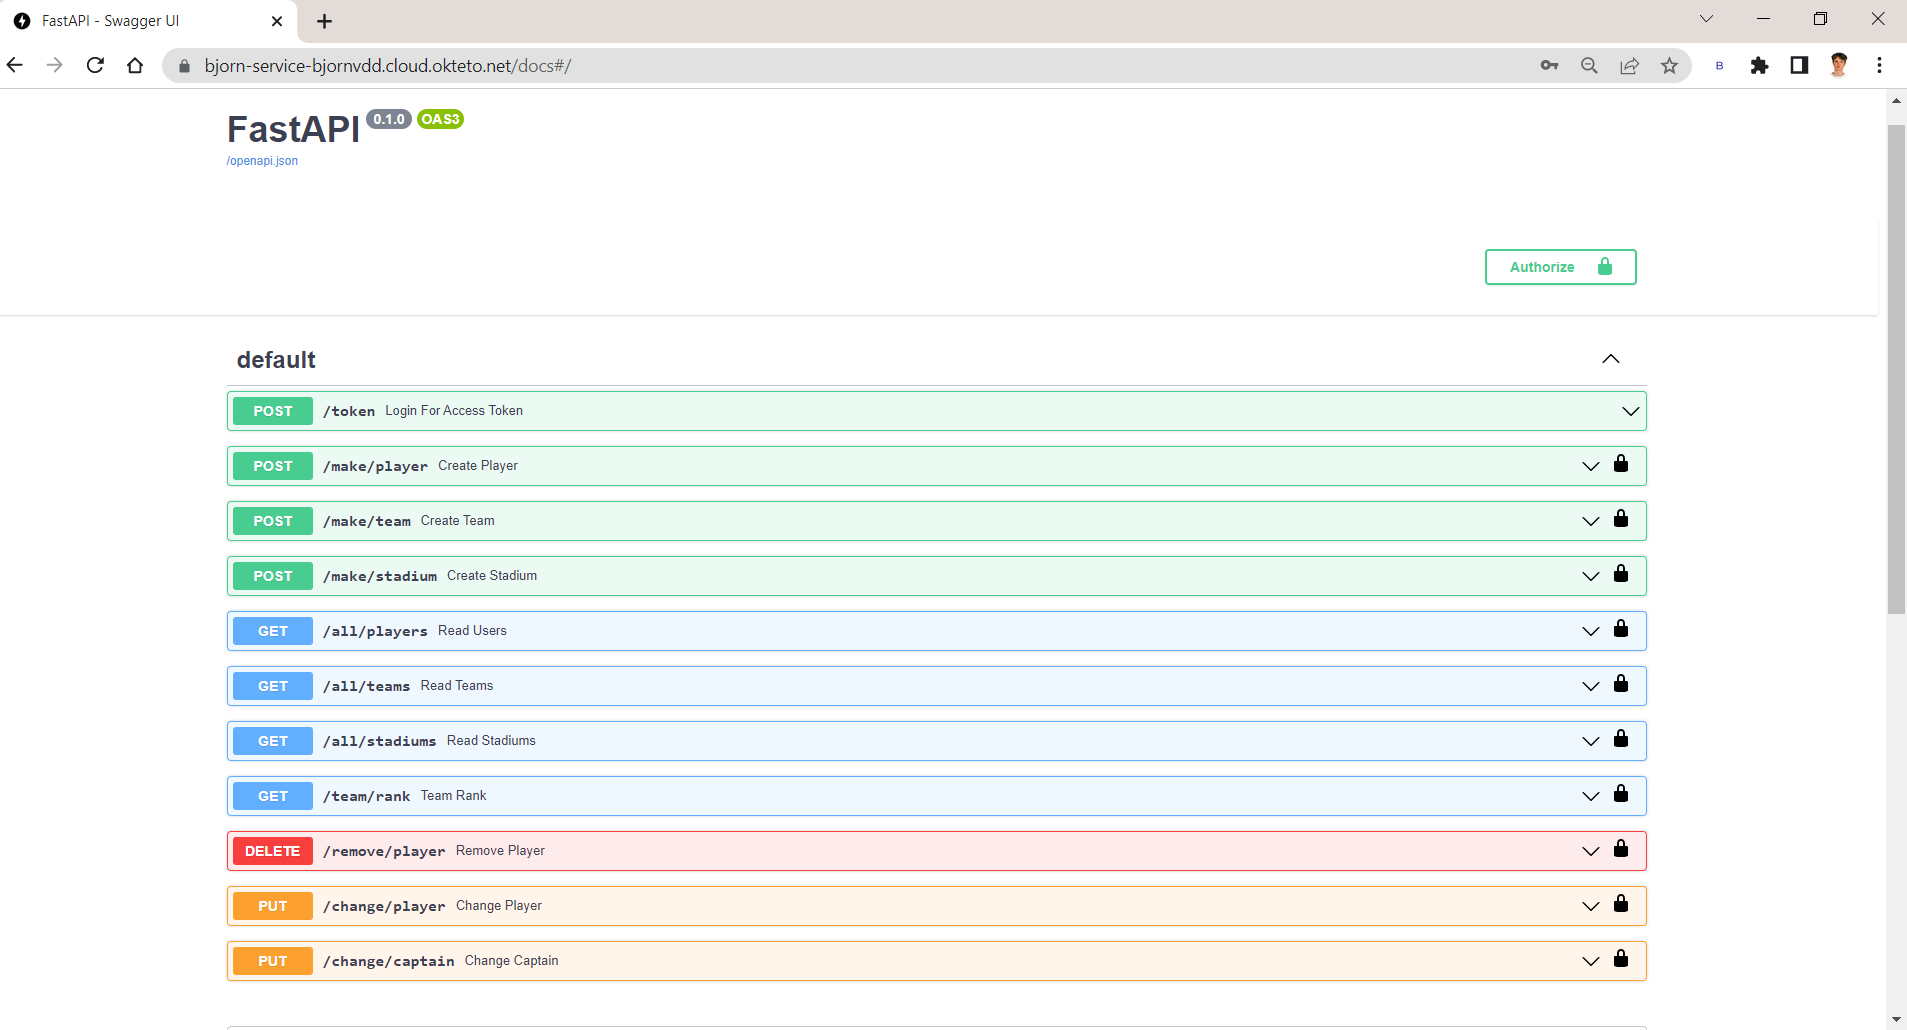 FastAPI - Swagger UI
bjorn-service-bjornvdd.cloud.okteto.net/docs#/
B
FastAPI 0.1.0 OAS3
/openapi.json
Authorize
default
POST /token Login For Access Token
POST /make/player Create Player
POST /make/team Create Team
POST /make/stadium Create Stadium
GET /all/players Read Users
GET /all/teams Read Teams
GET /all/stadiums Read Stadiums
GET /team/rank Team Rank
DELETE /remove/player Remove Player
PUT /change/player Change Player
PUT /change/captain Change Captain